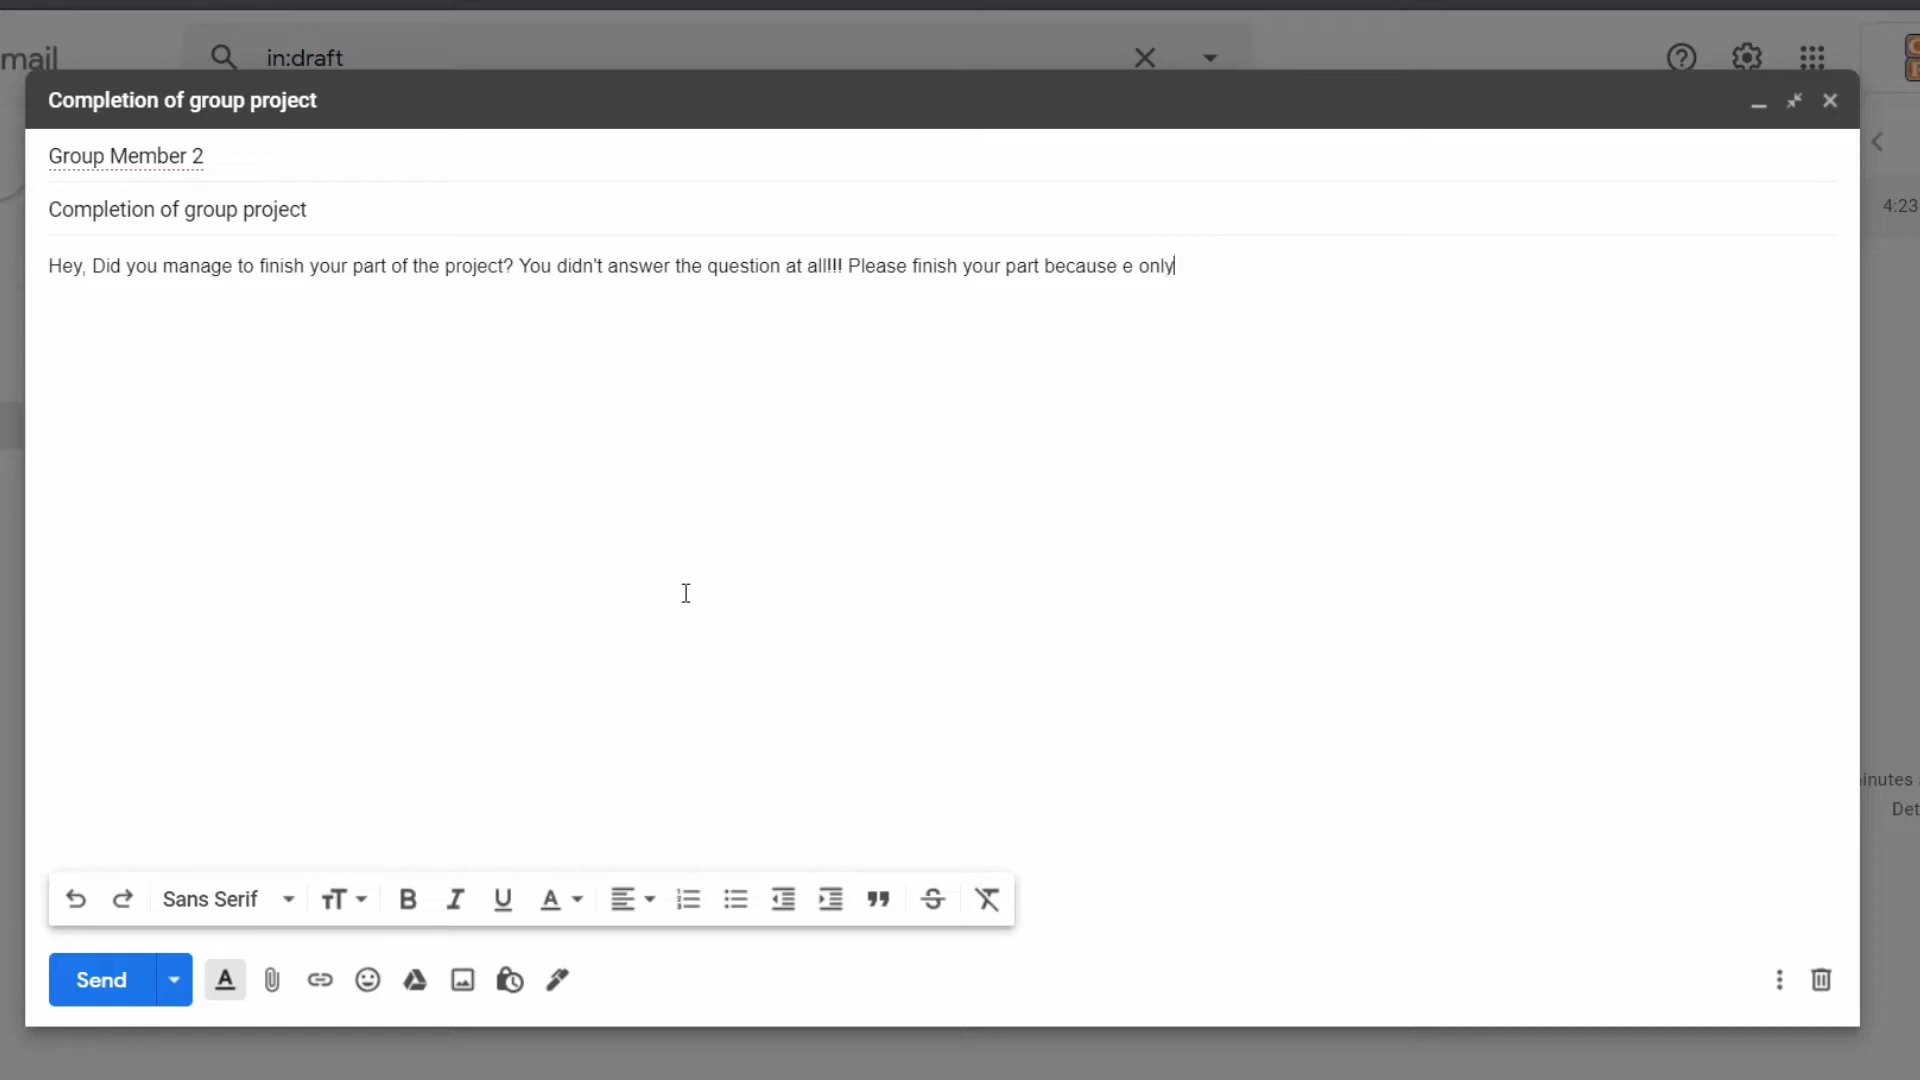 mail
in:draft
Completion of group project
Group Member 2
Completion of group project
4:23
Hey, Did you manage to finish your part of the project? You didn't answer the question at all!!! Please finish your part because e only
inutes
Det
Sans Serif
Send